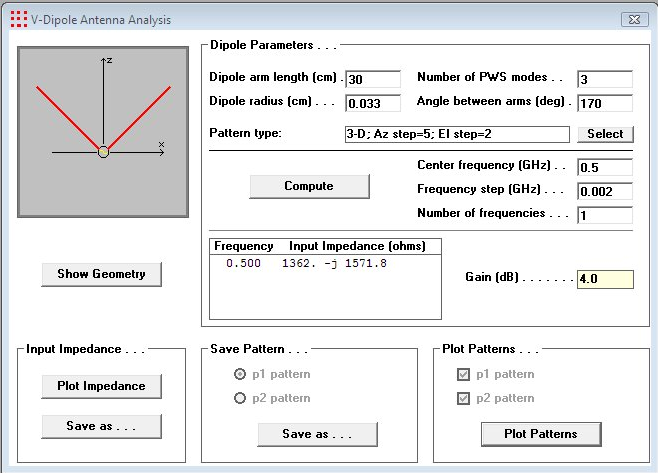 V-Dipole Antenna Analysis
z
x
Show Geometry
Dipole Parameters . . .
Dipole arm length (cm) . 30 Number of PWS modes . . 3
Dipole radius (cm) . . . 0.033 Angle between arms (deg) . 170
Pattern type: 3-D; Az step=5; El step=2 Select
Compute
Center frequency (GHz) . . 0.5
Frequency step (GHz) . . . 0.002
Number of frequencies . . . 1
Frequency Input Impedance (ohms)
0.500 1362. -j 1571.8
Gain (dB) . . . . . . . 4.0
Input Impedance . . .
Plot Impedance
Save as . . .
Save Pattern . . .
p1 pattern
p2 pattern
Save as . . .
Plot Patterns . . .
p1 pattern
p2 pattern
Plot Patterns